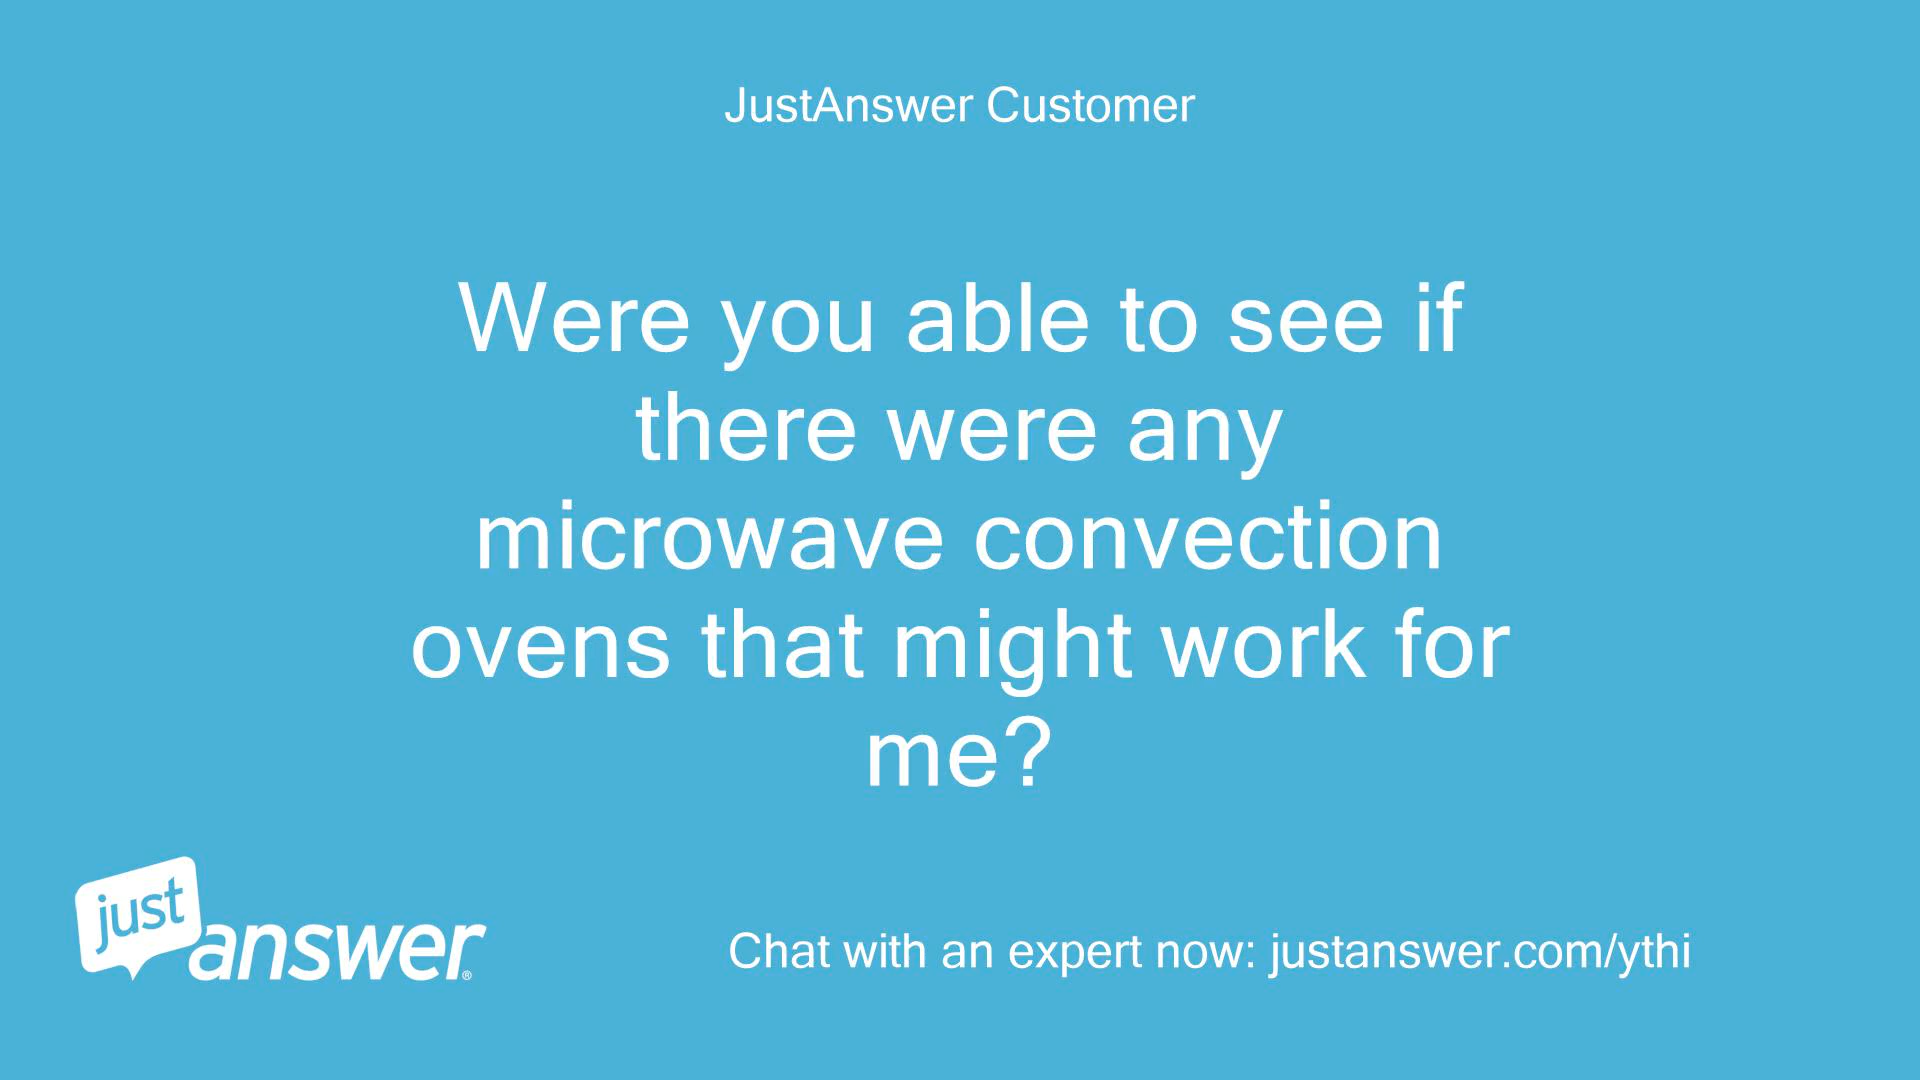 JustAnswer Customer
Were you able to see if
there were any
microwave convection
ovens that might work for
me?
just
answer®
Chat with an expert now: justanswer.com/ythi